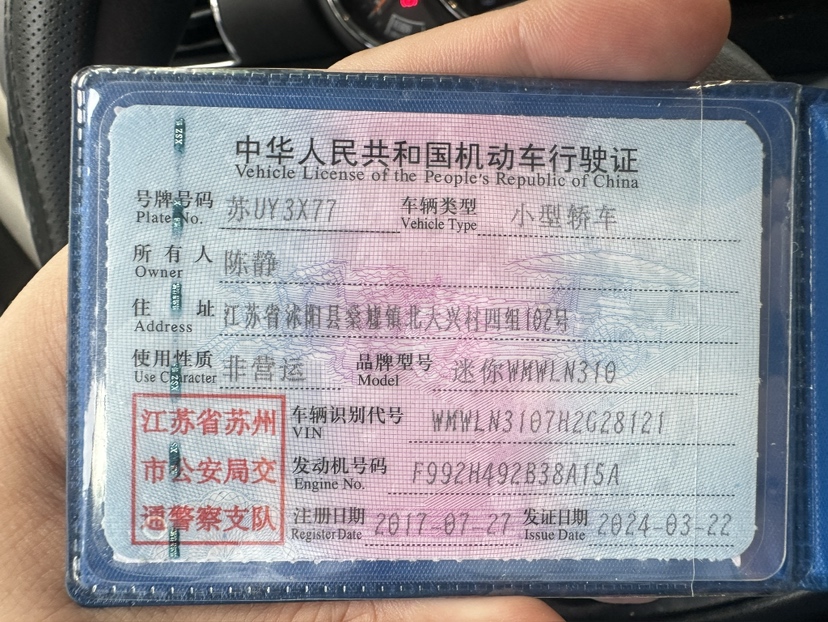 中华人民共和国机动车行驶证
Vehicle License of the People's Republic of China
号牌号码 苏UY3X77 车辆类型 小型轿车
Plate No. Vehicle Type
所有人 陈静
Owner
住址 江苏省沭阳县桑墟镇北大兴村四组102号
Address
使用性质 非营运 品牌型号 迷你WMWLN310
Use Character Model
江苏省苏州
市公安局交
通警察支队
车辆识别代号 WMWLN3107H2G28121
VIN
发动机号码 F992H492B38A15A
Engine No.
注册日期 2017-07-27 发证日期 2024-03-22
Register Date Issue Date